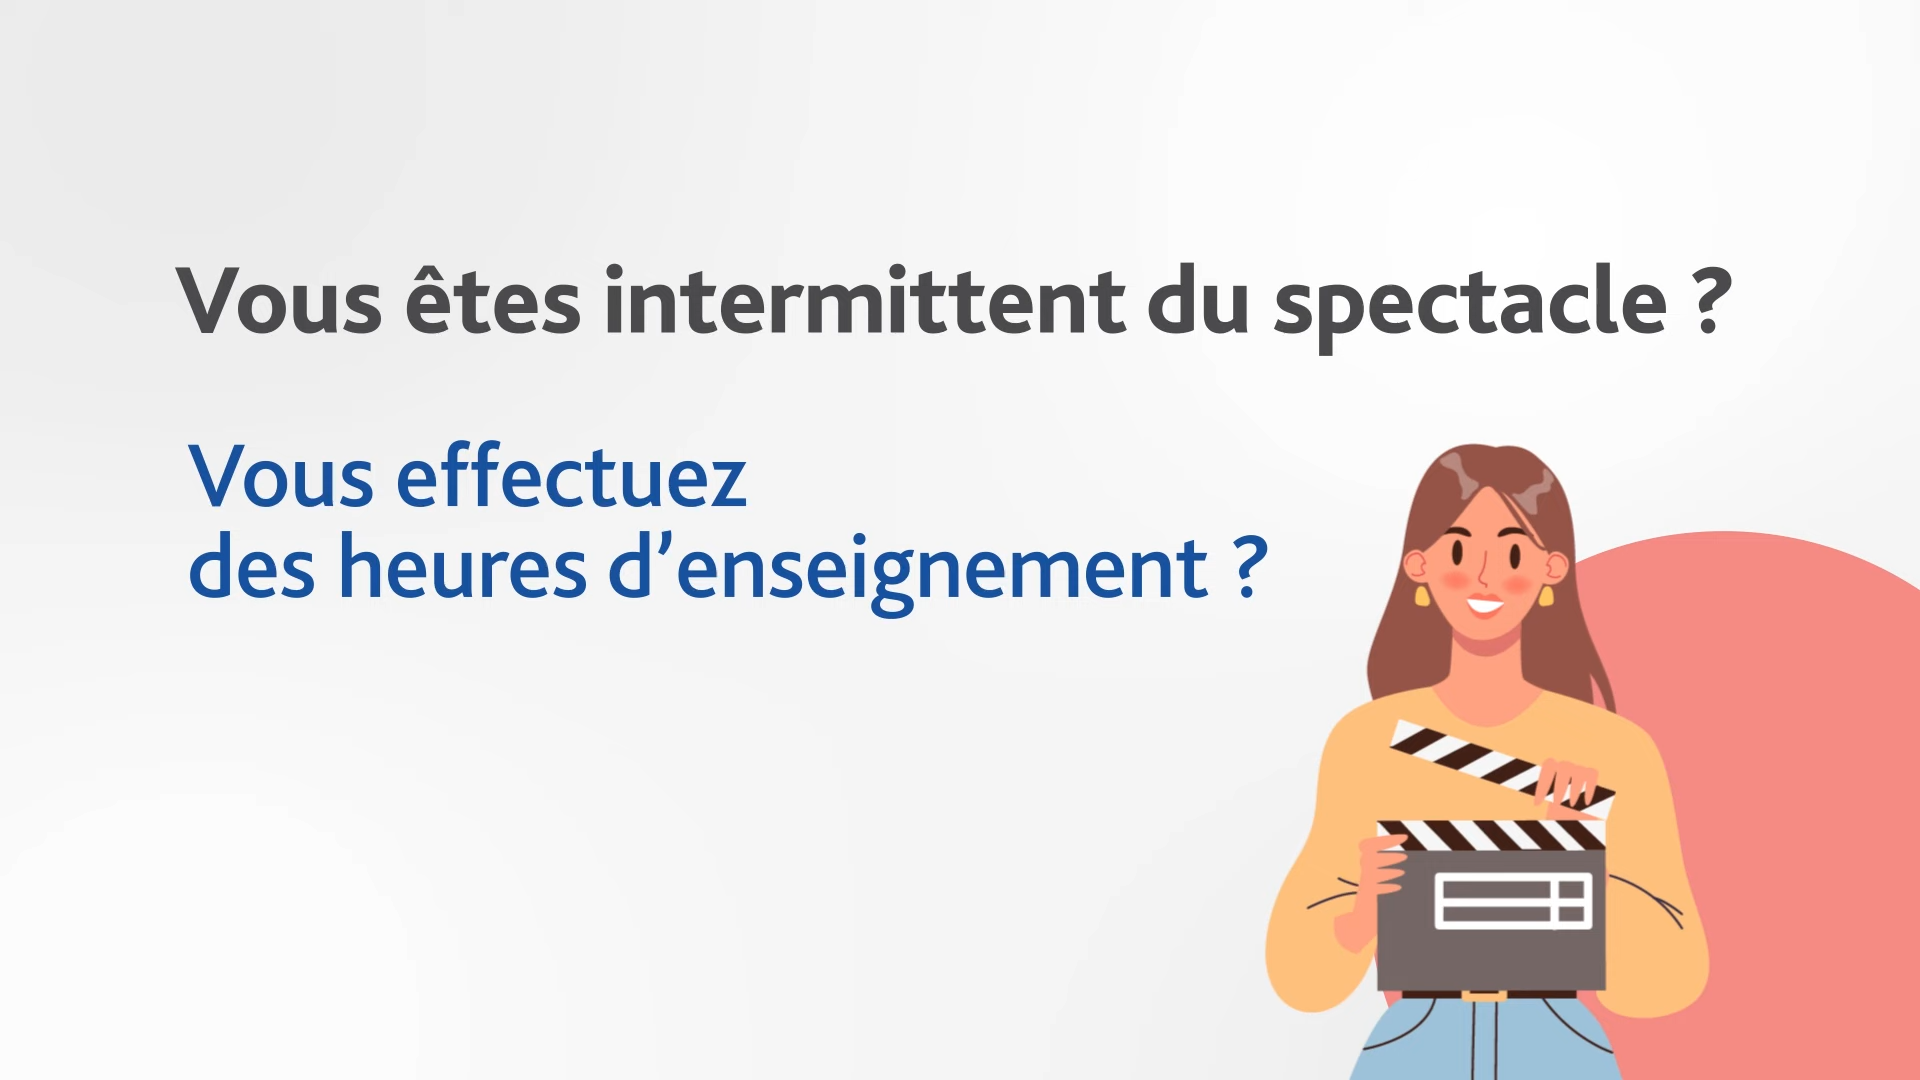 Vous êtes intermittent du spectacle ?
Vous effectuez
des heures d’enseignement ?